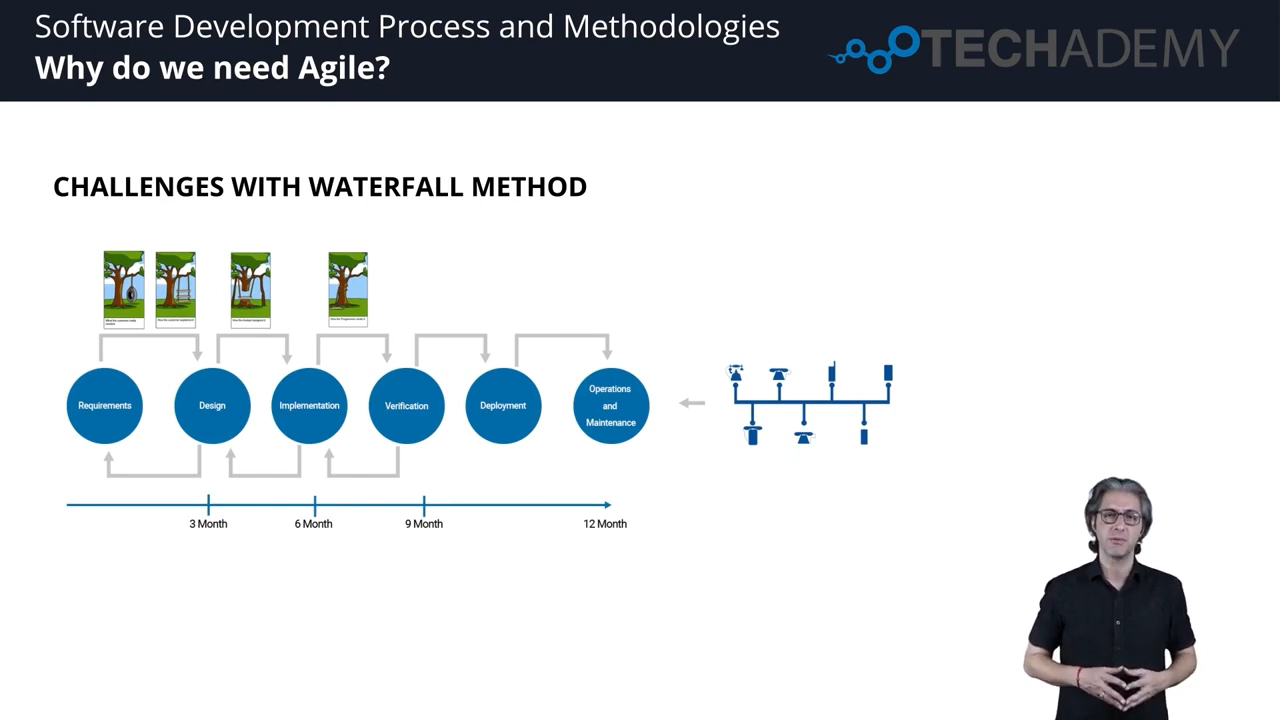 Software Development Process and Methodologies
Why do we need Agile?
TECHADEMY
CHALLENGES WITH WATERFALL METHOD
Requirements
Design
Implementation
Verification
Deployment
Operations
and
Maintenance
3 Month
6 Month
9 Month
12 Month